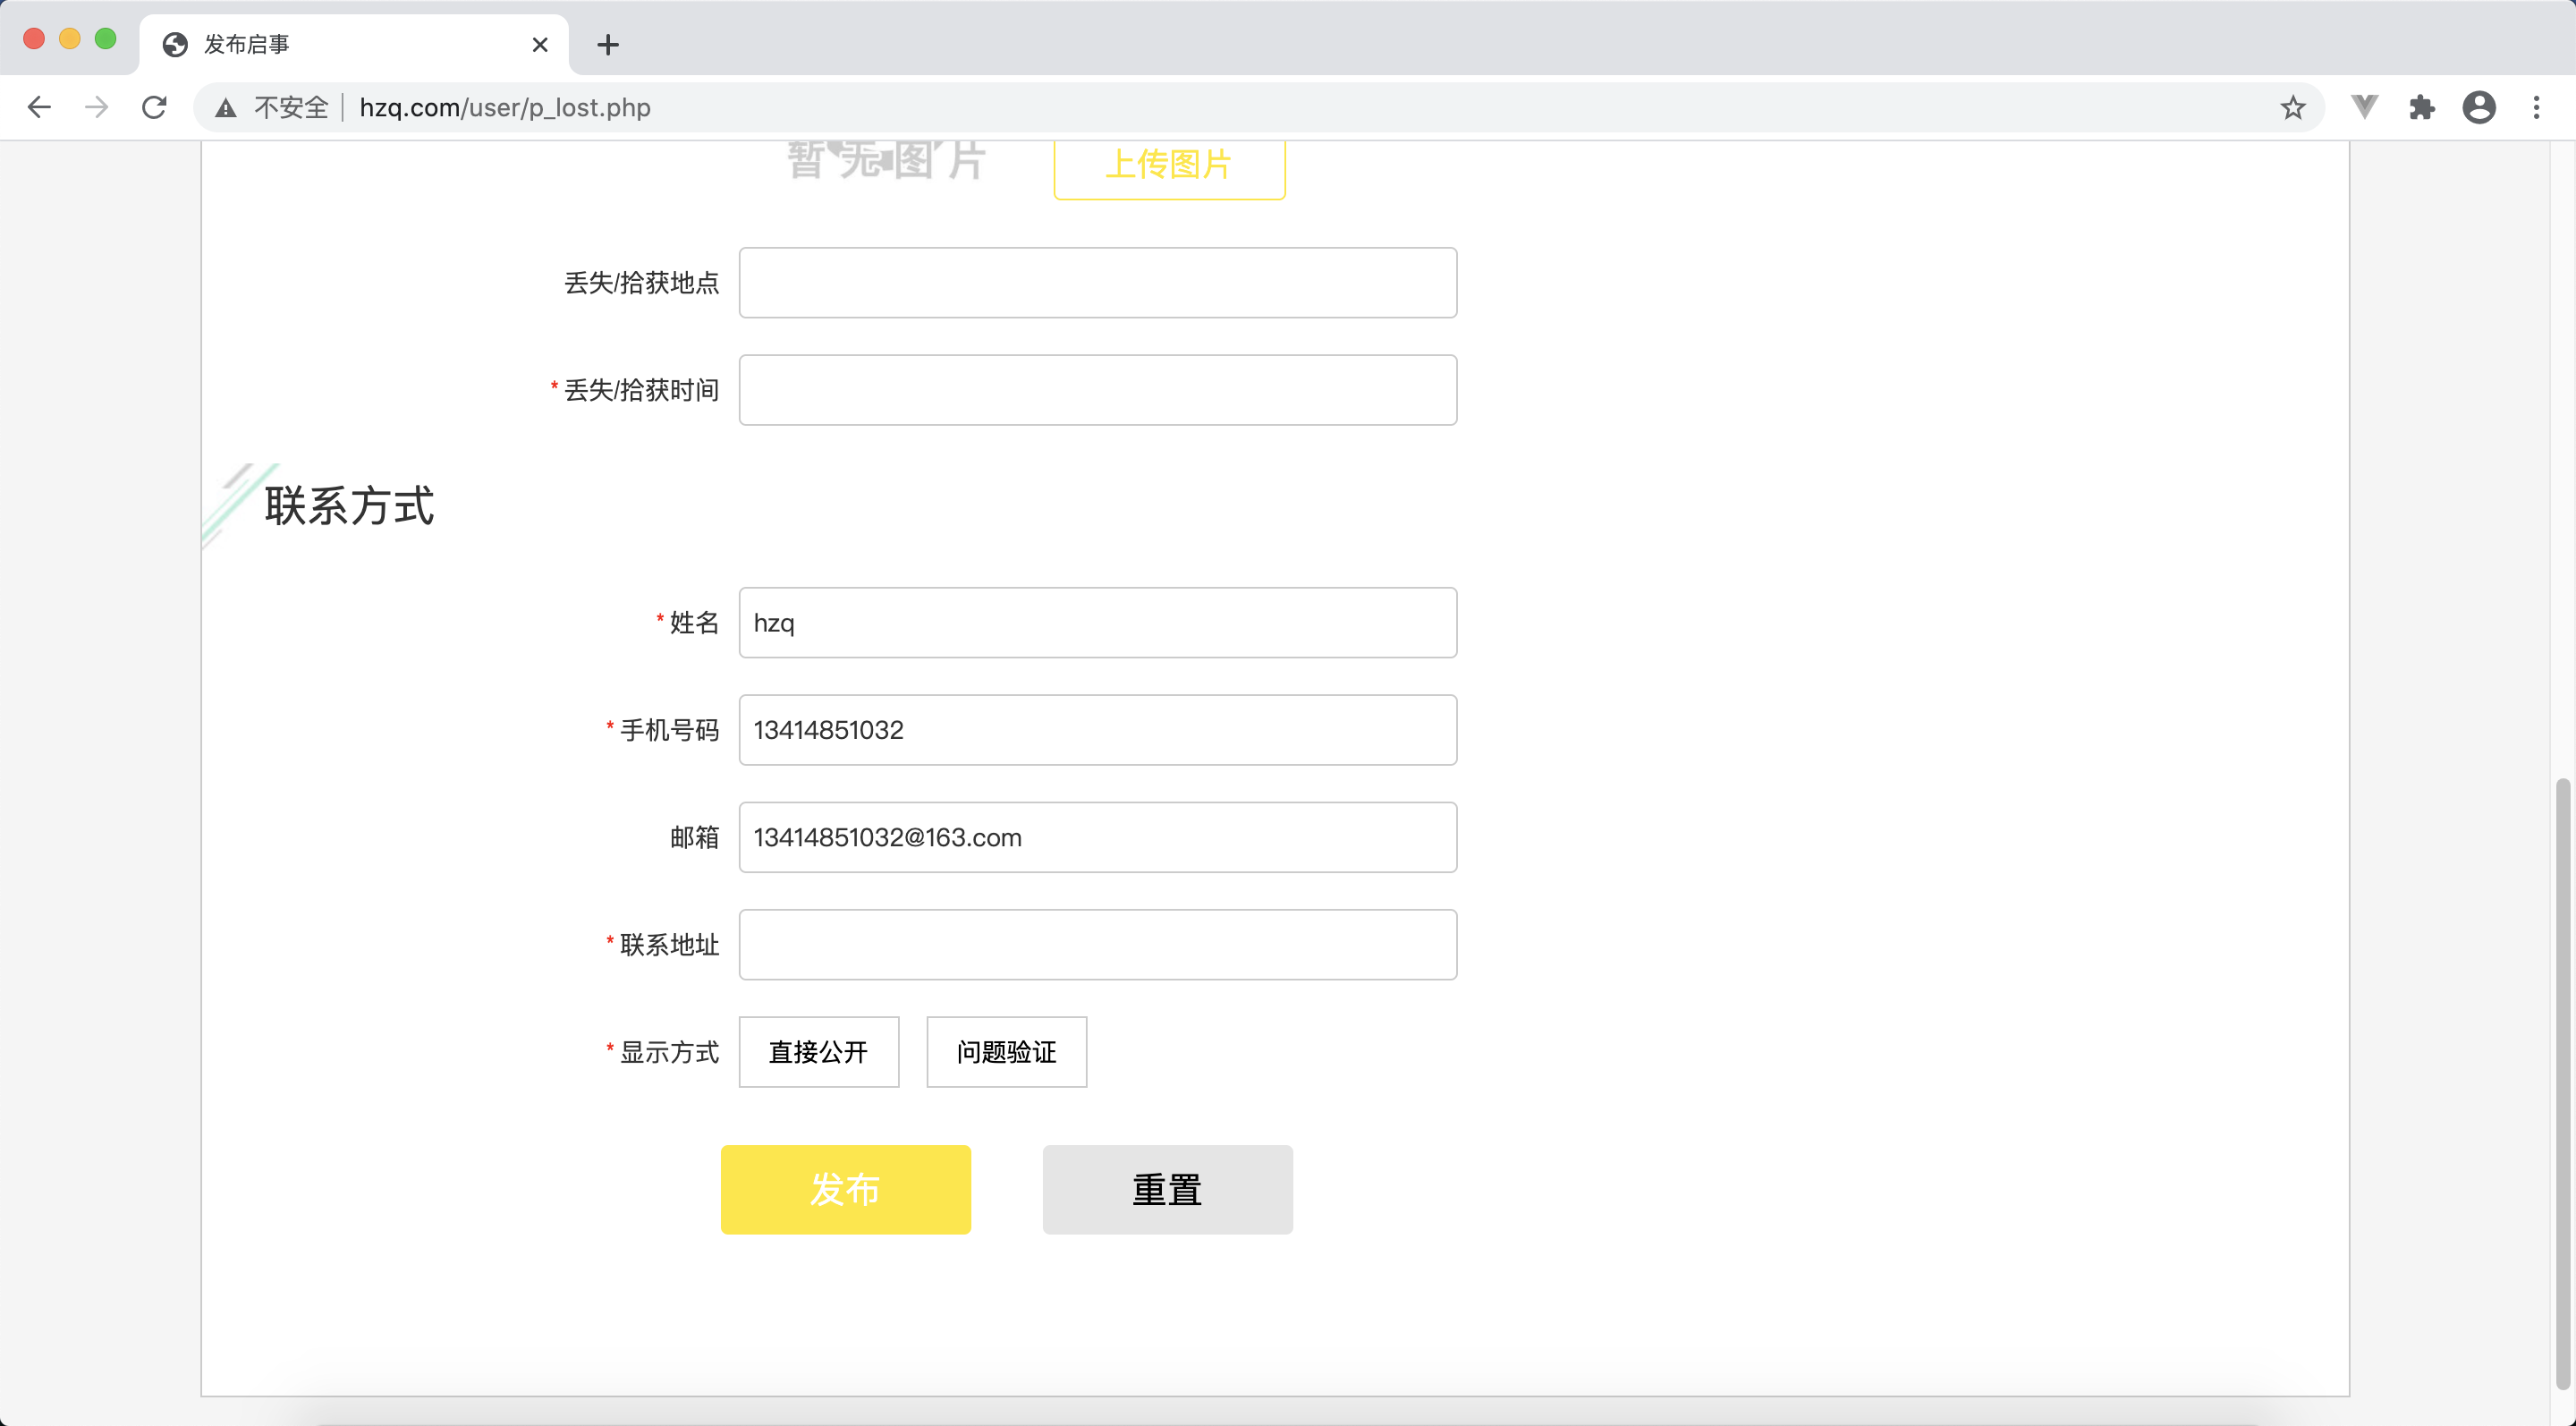 发布启事
不安全 hzq.com/user/p_lost.php
暂无图片 上传图片
丢失/拾获地点
* 丢失/拾获时间
联系方式
* 姓名 hzq
* 手机号码 13414851032
邮箱 13414851032@163.com
* 联系地址
* 显示方式 直接公开 问题验证
发布 重置